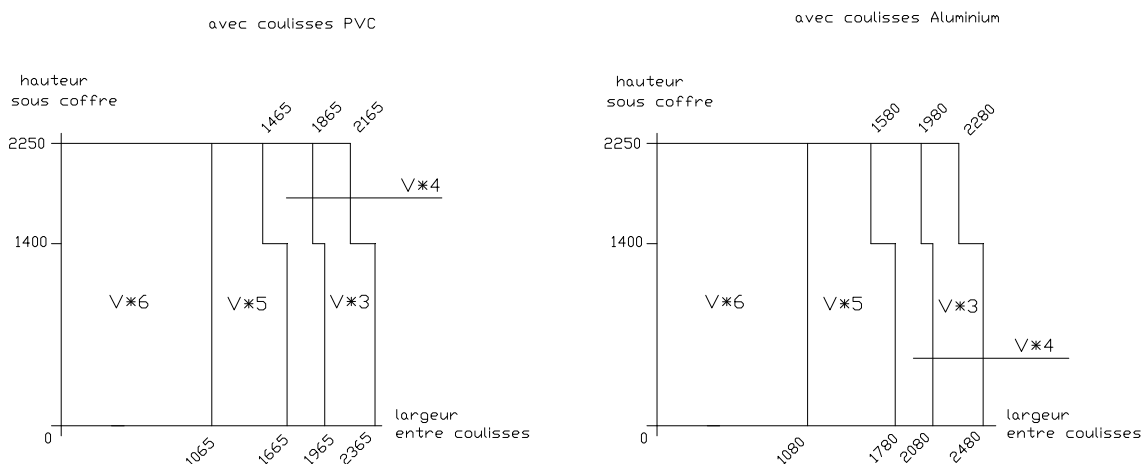 avec coulisses PVC
hauteur
sous coffre
1465
1865
2165
2250
V*4
1400
V*6
V*5
V*3
0
1065
1665
1965
2365
largeur
entre coulisses
avec coulisses Aluminium
hauteur
sous coffre
1580
1980
2280
2250
1400
V*6
V*5
V*3
V*4
0
1080
1780
2080
2480
largeur
entre coulisses